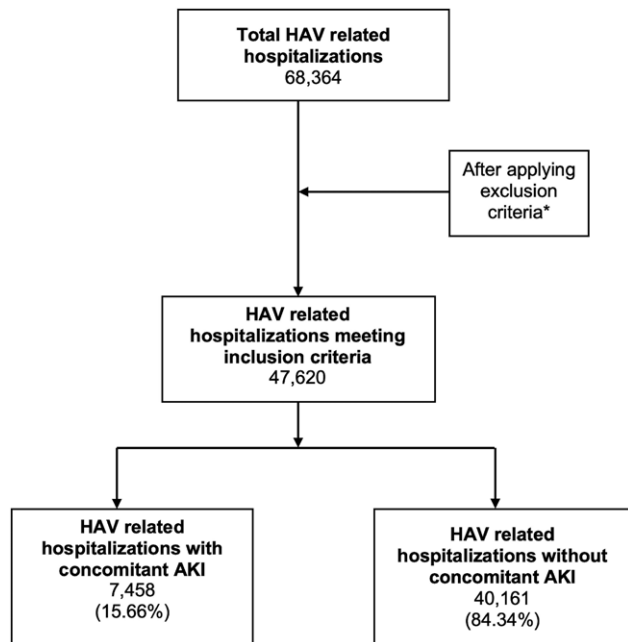 Total HAV related
hospitalizations
68,364
After applying
exclusion
criteria*
HAV related
hospitalizations meeting
inclusion criteria
47,620
HAV related
hospitalizations with
concomitant AKI
7,458
(15.66%)
HAV related
hospitalizations without
concomitant AKI
40,161
(84.34%)